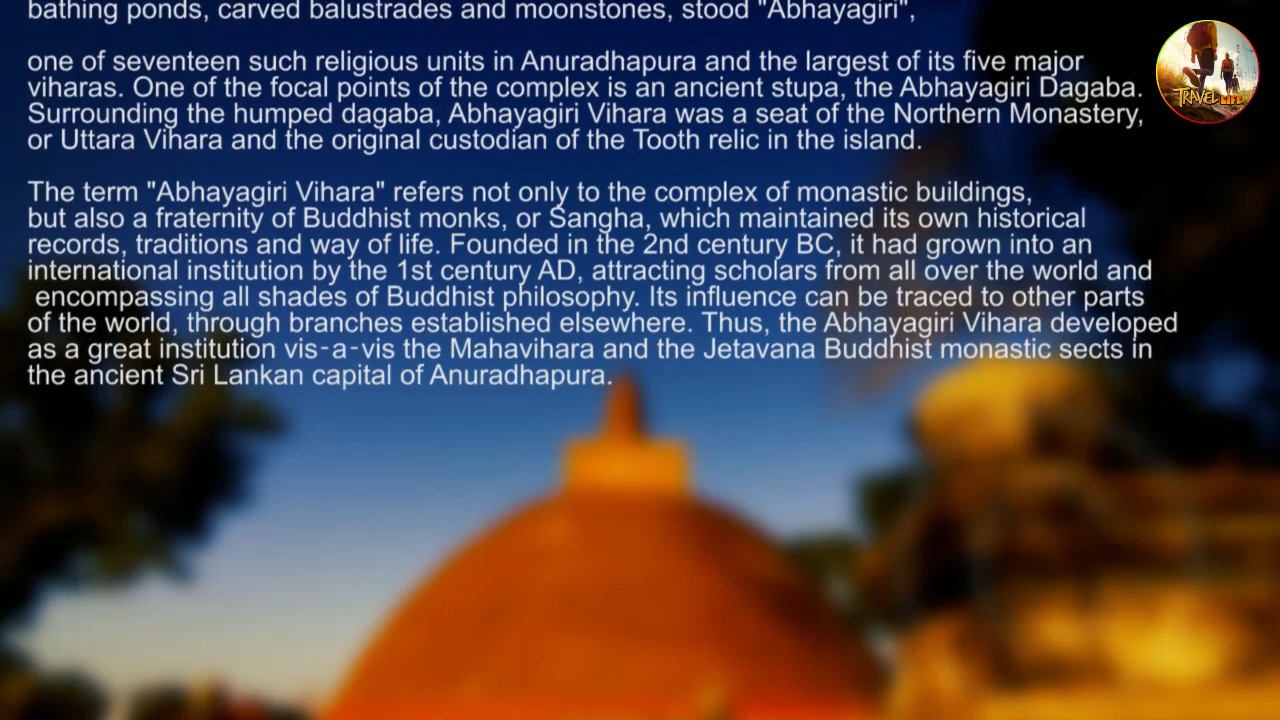 bathing ponds, carved balustrades and moonstones, stood "Abhayagiri",
one of seventeen such religious units in Anuradhapura and the largest of its five major
viharas. One of the focal points of the complex is an ancient stupa, the Abhayagiri Dagaba.
Surrounding the humped dagaba, Abhayagiri Vihara was a seat of the Northern Monastery,
or Uttara Vihara and the original custodian of the Tooth relic in the island.
The term "Abhayagiri Vihara" refers not only to the complex of monastic buildings,
but also a fraternity of Buddhist monks, or Sangha, which maintained its own historical
records, traditions and way of life. Founded in the 2nd century BC, it had grown into an
international institution by the 1st century AD, attracting scholars from all over the world and
encompassing all shades of Buddhist philosophy. Its influence can be traced to other parts
of the world, through branches established elsewhere. Thus, the Abhayagiri Vihara developed
as a great institution vis-a-vis the Mahavihara and the Jetavana Buddhist monastic sects in
the ancient Sri Lankan capital of Anuradhapura.
TRAVEL LIFE